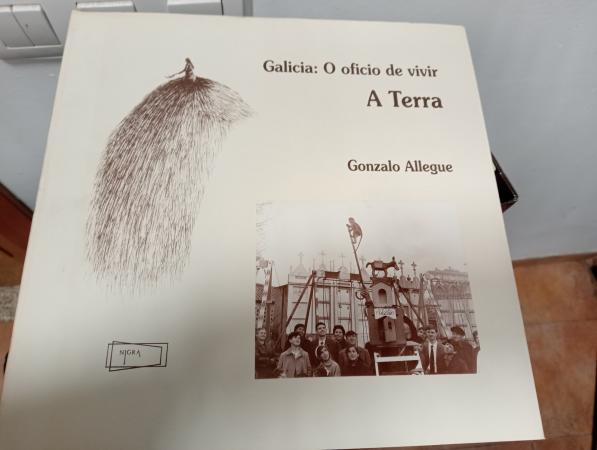 Galicia: O oficio de vivir
A Terra
Gonzalo Allegue
NIGRA